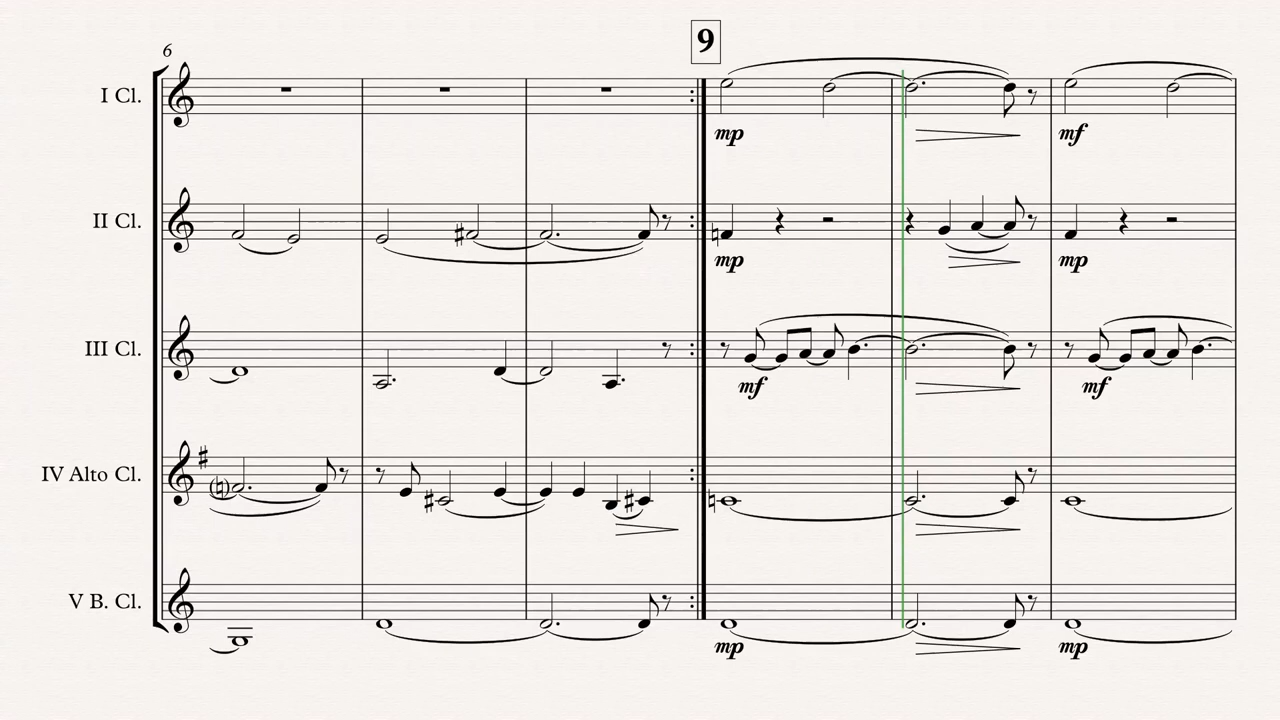 6
9
I Cl.
mp
mf
II Cl.
mp
mp
III Cl.
mf
mf
IV Alto Cl.
V B. Cl.
mp
mp